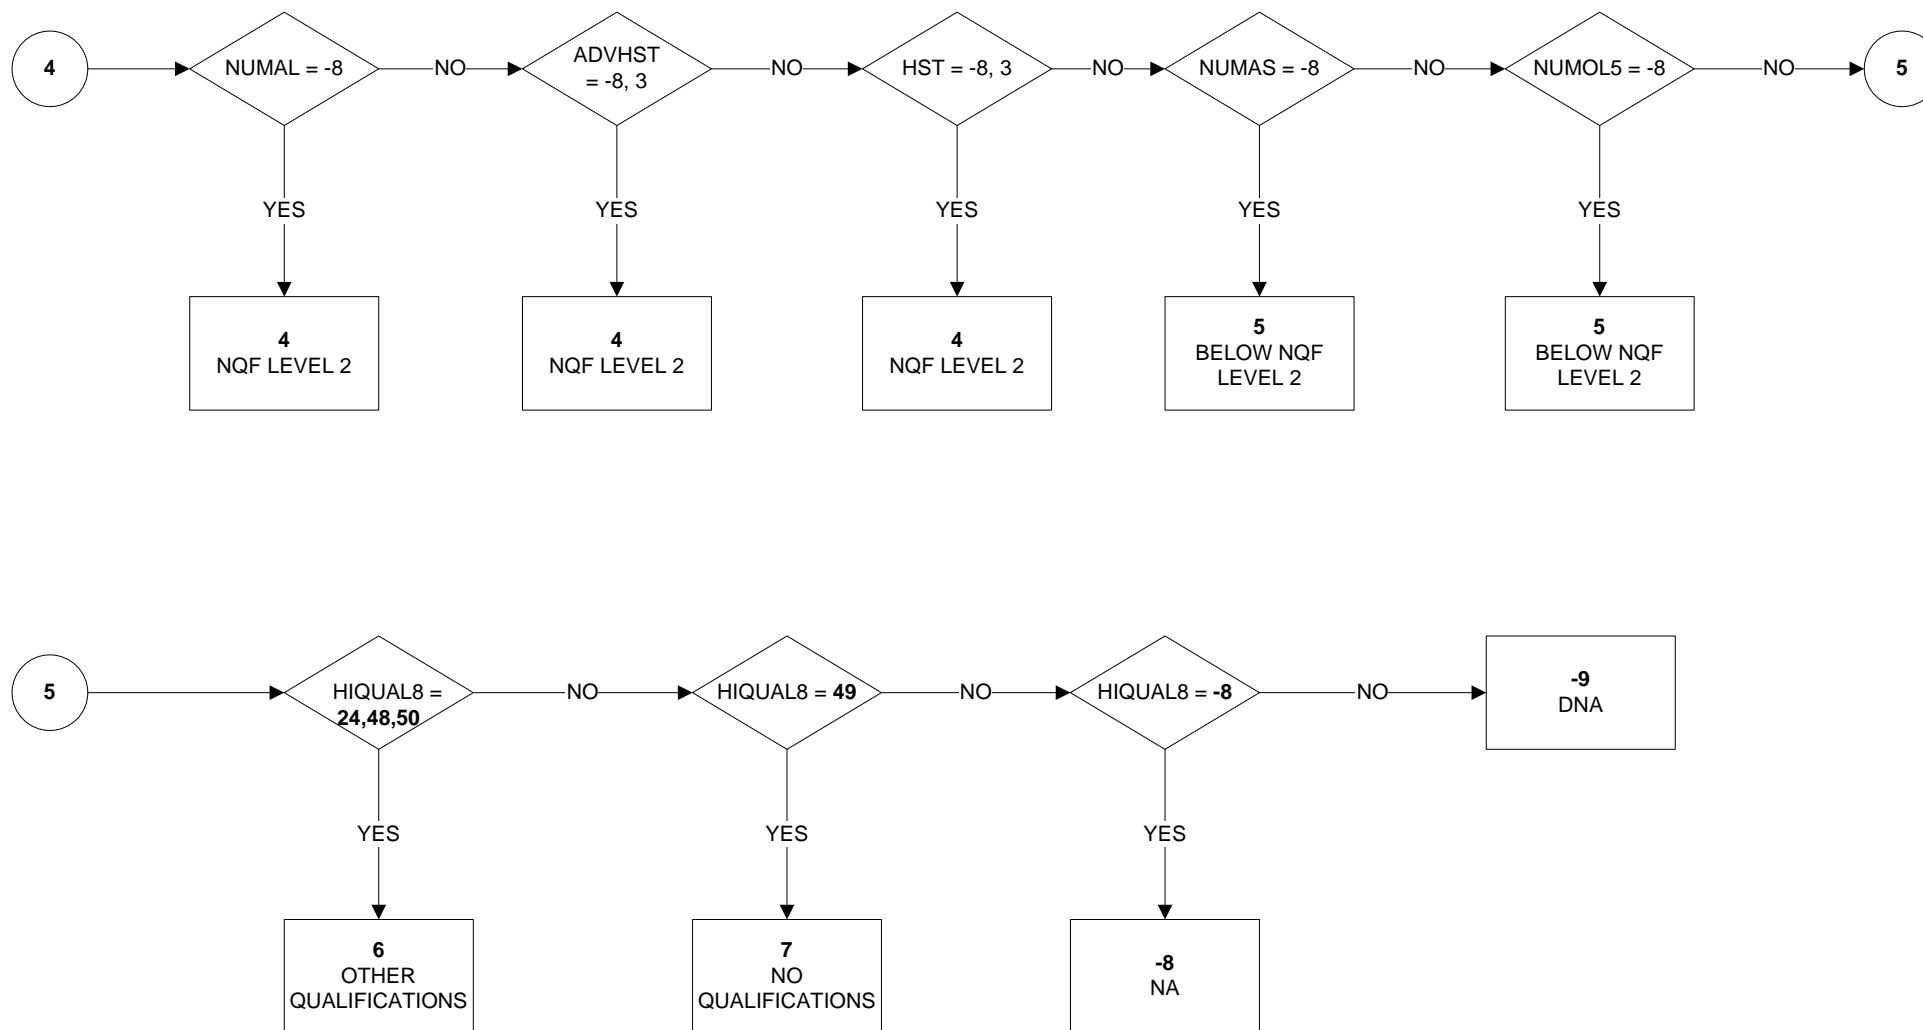 4
NUMAL = -8
NO
ADVHST
= -8, 3
NO
HST = -8, 3
NO
NUMAS = -8
NO
NUMOL5 = -8
NO
5
YES
YES
YES
YES
YES
4
NQF LEVEL 2
4
NQF LEVEL 2
4
NQF LEVEL 2
5
BELOW NQF
LEVEL 2
5
BELOW NQF
LEVEL 2
5
HIQUAL8 =
24,48,50
NO
HIQUAL8 = 49
NO
HIQUAL8 = -8
NO
-9
DNA
YES
YES
YES
6
OTHER
QUALIFICATIONS
7
NO
QUALIFICATIONS
-8
NA